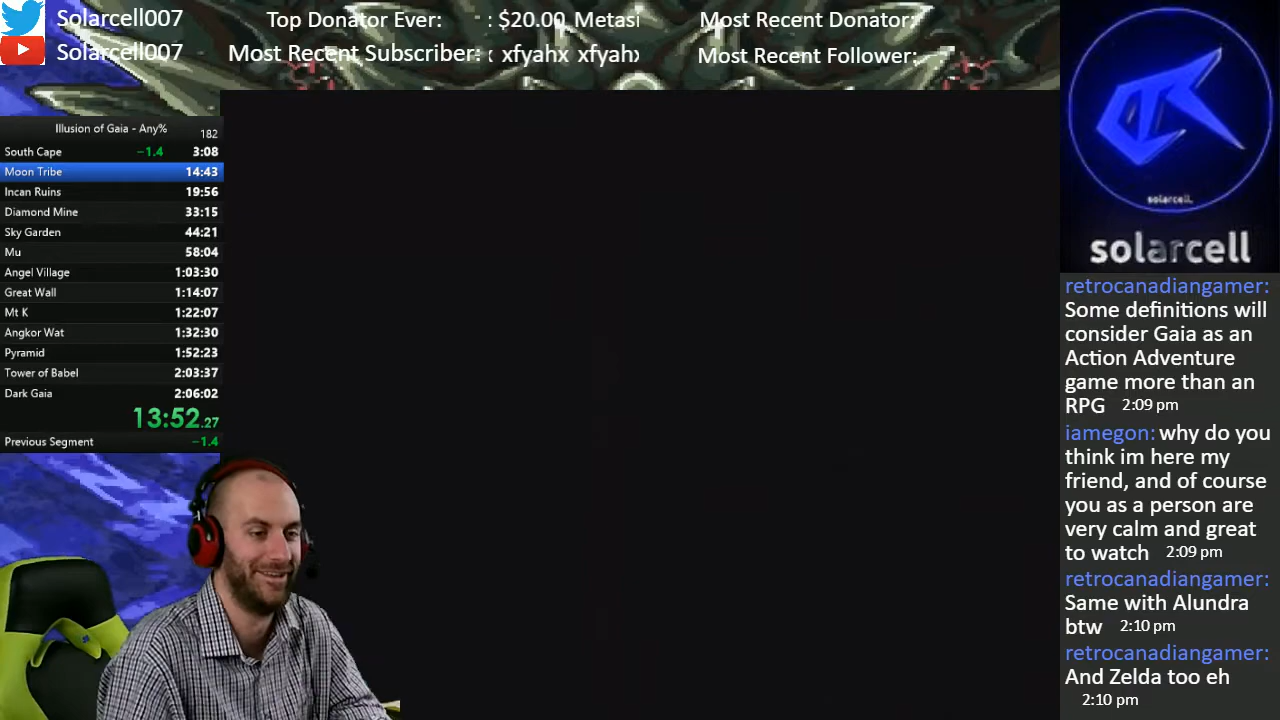 Solarcell007
Top Donator Ever:
: $20.00 Metasi
Most Recent Donator:
Solarcell007
Most Recent Subscriber:
xfyahx xfyah
Most Recent Follower:
Illusion of Gaia - Any%
182
South Cape -1.4 3:08
Moon Tribe 14:43
Incan Ruins 19:56
Diamond Mine 33:15
Sky Garden 44:21
Mu 58:04
Angel Village 1:03:30
Great Wall 1:14:07
Mt K 1:22:07
Angkor Wat 1:32:30
Pyramid 1:52:23
Tower of Babel 2:03:37
Dark Gaia 2:06:02
13:52.27
Previous Segment -1.4
solarcell
solarcell
retrocanadiangamer:
Some definitions will
consider Gaia as an
Action Adventure
game more than an
RPG 2:09 pm
iamegon: why do you
think im here my
friend, and of course
you as a person are
very calm and great
to watch 2:09 pm
retrocanadiangamer:
Same with Alundra
btw 2:10 pm
retrocanadiangamer:
And Zelda too eh
2:10 pm